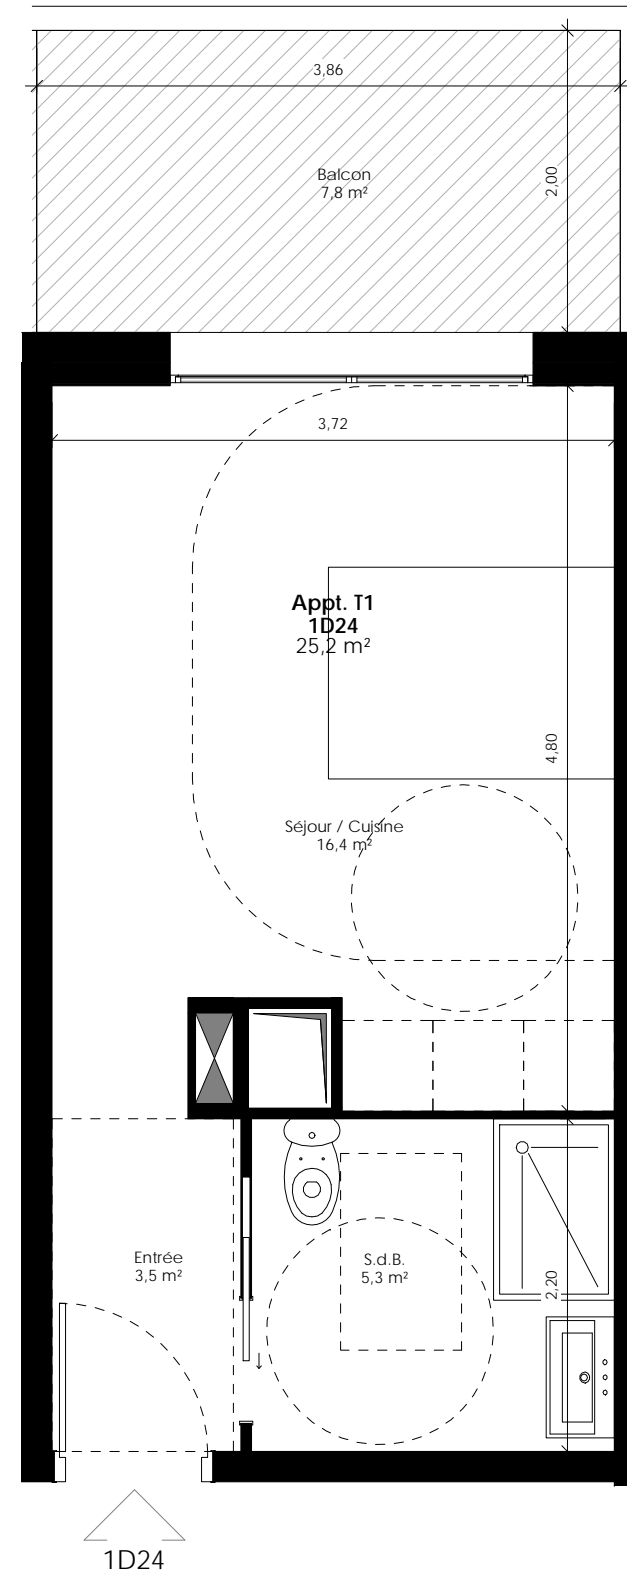 3,86
Balcon
7,8 m²
2,00
3,72
Appt. T1
1D24
25,2 m²
4,80
Séjour / Cuisine
16,4 m²
Entrée
3,5 m²
S.d.B.
5,3 m²
2,20
1D24